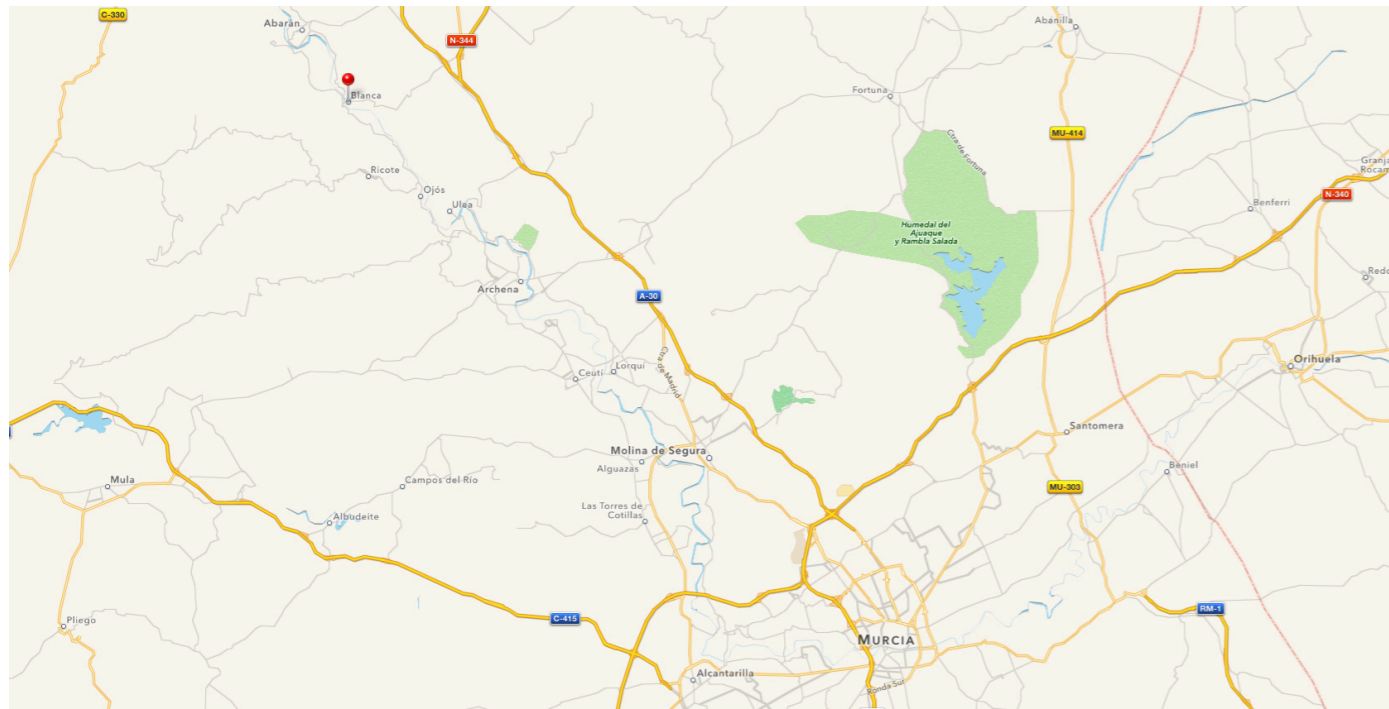 C-330
Abarán
Abanilla
N-344
Blanca
Fortuna
MU-414
Ctra de Fortuna
Granja
Rocam
Ricote
Ojós
N-340
Ulea
Benferri
Humedal del
Ajuaque
y Rambla Salada
Redo
Archena
A-30
Ctra de Madrid
Orihuela
Lorquí
Ceutí
Santomera
Molina de Segura
Alguazas
Beniel
Mula
Campos del Río
MU-303
Las Torres de
Cotillas
Albudeite
RM-1
C-415
Pliego
MURCIA
Alcantarilla
Ronda Sur